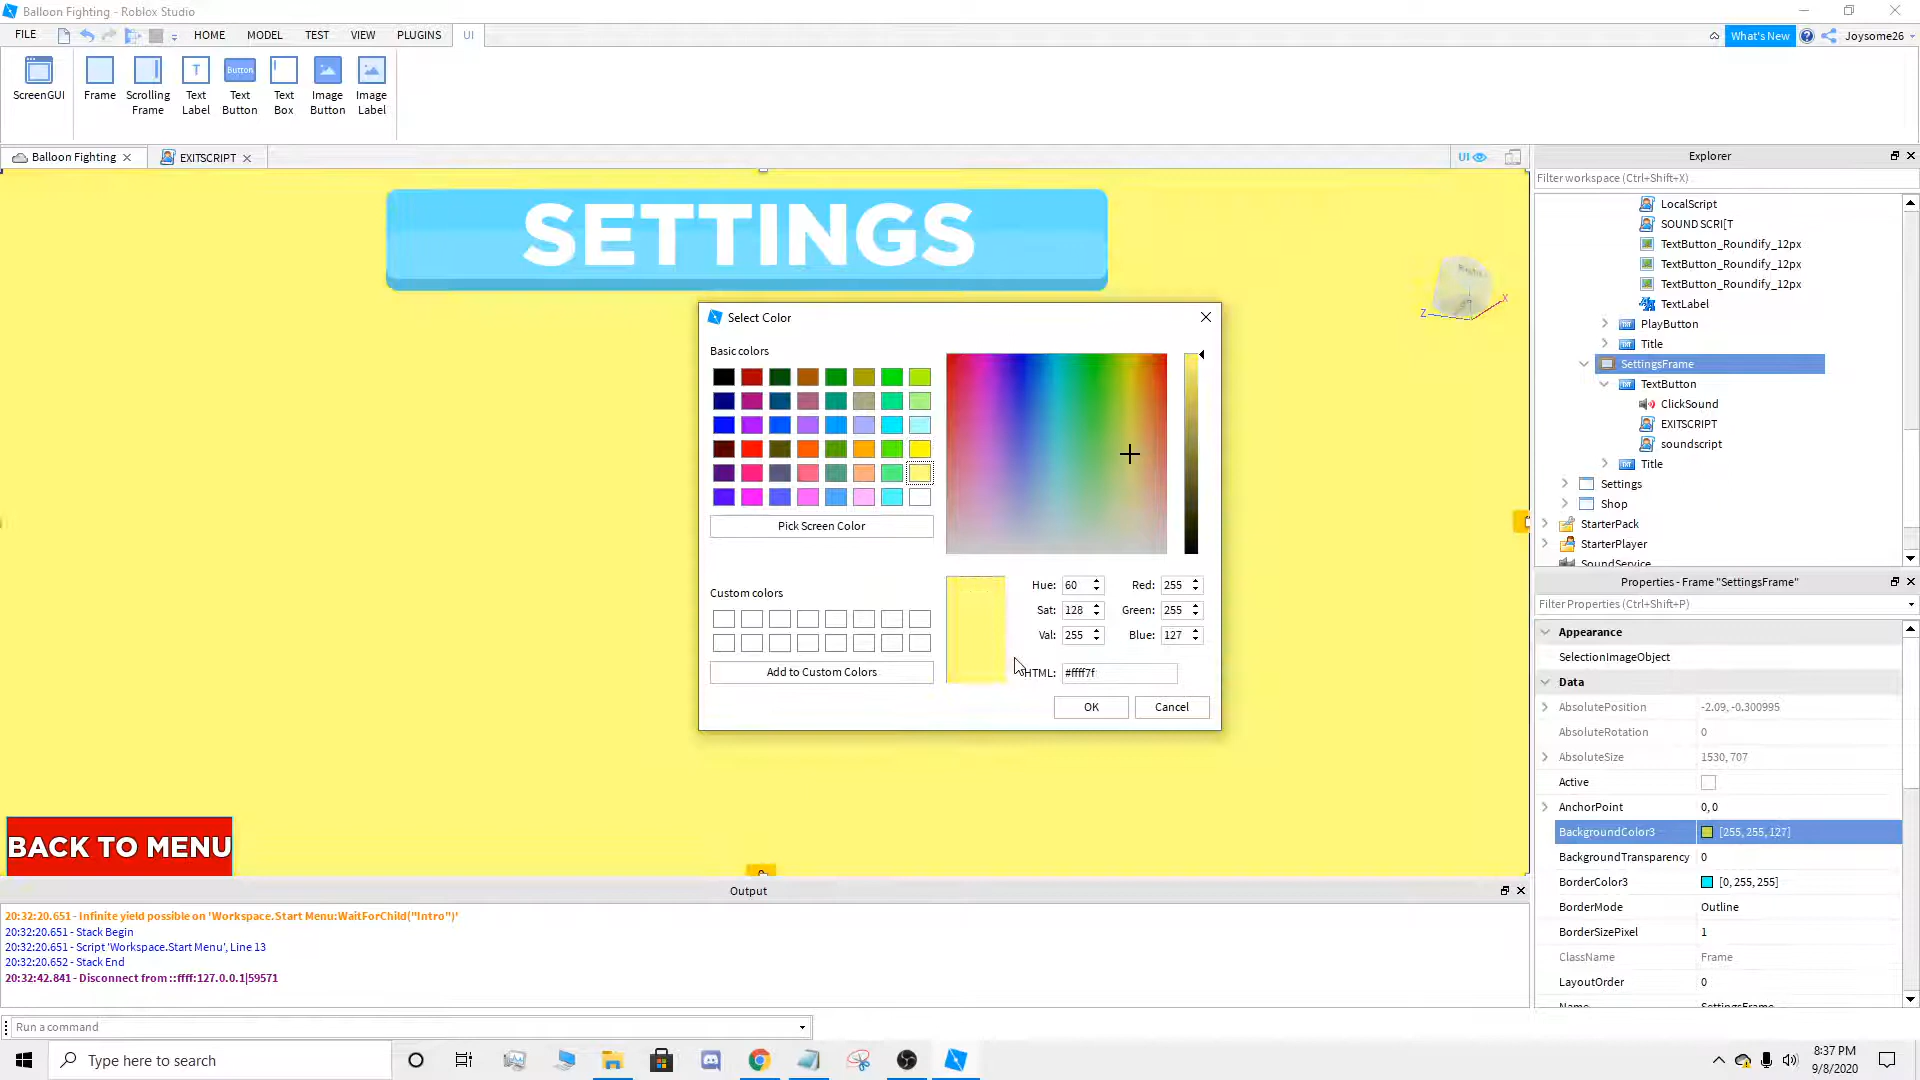 Balloon Fighting - Roblox Studio
FILE
HOME
MODEL
TEST
VIEW
PLUGINS
UI
What's New
Joysome26
ScreenGUI
Frame
Scrolling Frame
Text Label
Button
Text Button
Text Box
Image Button
Image Label
Balloon Fighting
EXITSCRIPT
UI
SETTINGS
BACK TO MENU
Z
X
Select Color
Basic colors
Pick Screen Color
Custom colors
Add to Custom Colors
Hue: 60
Red: 255
Sat: 128
Green: 255
Val: 255
Blue: 127
HTML: #ffff7f
OK
Cancel
Explorer
Filter workspace (Ctrl+Shift+X)
LocalScript
SOUND SCRI[T
TextButton_Roundify_12px
TextButton_Roundify_12px
TextButton_Roundify_12px
TextLabel
PlayButton
Title
SettingsFrame
TextButton
ClickSound
EXITSCRIPT
soundscript
Title
Settings
Shop
StarterPack
StarterPlayer
SoundService
Properties - Frame "SettingsFrame"
Filter Properties (Ctrl+Shift+P)
Appearance
SelectionImageObject
Data
AbsolutePosition -2.09, -0.300995
AbsoluteRotation 0
AbsoluteSize 1530, 707
Active
AnchorPoint 0, 0
BackgroundColor3 [255, 255, 127]
BackgroundTransparency 0
BorderColor3 [0, 255, 255]
BorderMode Outline
BorderSizePixel 1
ClassName Frame
LayoutOrder 0
Name SettingsFrame
Output
20:32:20.651 - Infinite yield possible on 'Workspace.Start Menu:WaitForChild("Intro")'
20:32:20.651 - Stack Begin
20:32:20.651 - Script 'Workspace.Start Menu', Line 13
20:32:20.652 - Stack End
20:32:42.841 - Disconnect from ::ffff:127.0.0.1|59571
Run a command
Type here to search
8:37 PM
9/8/2020